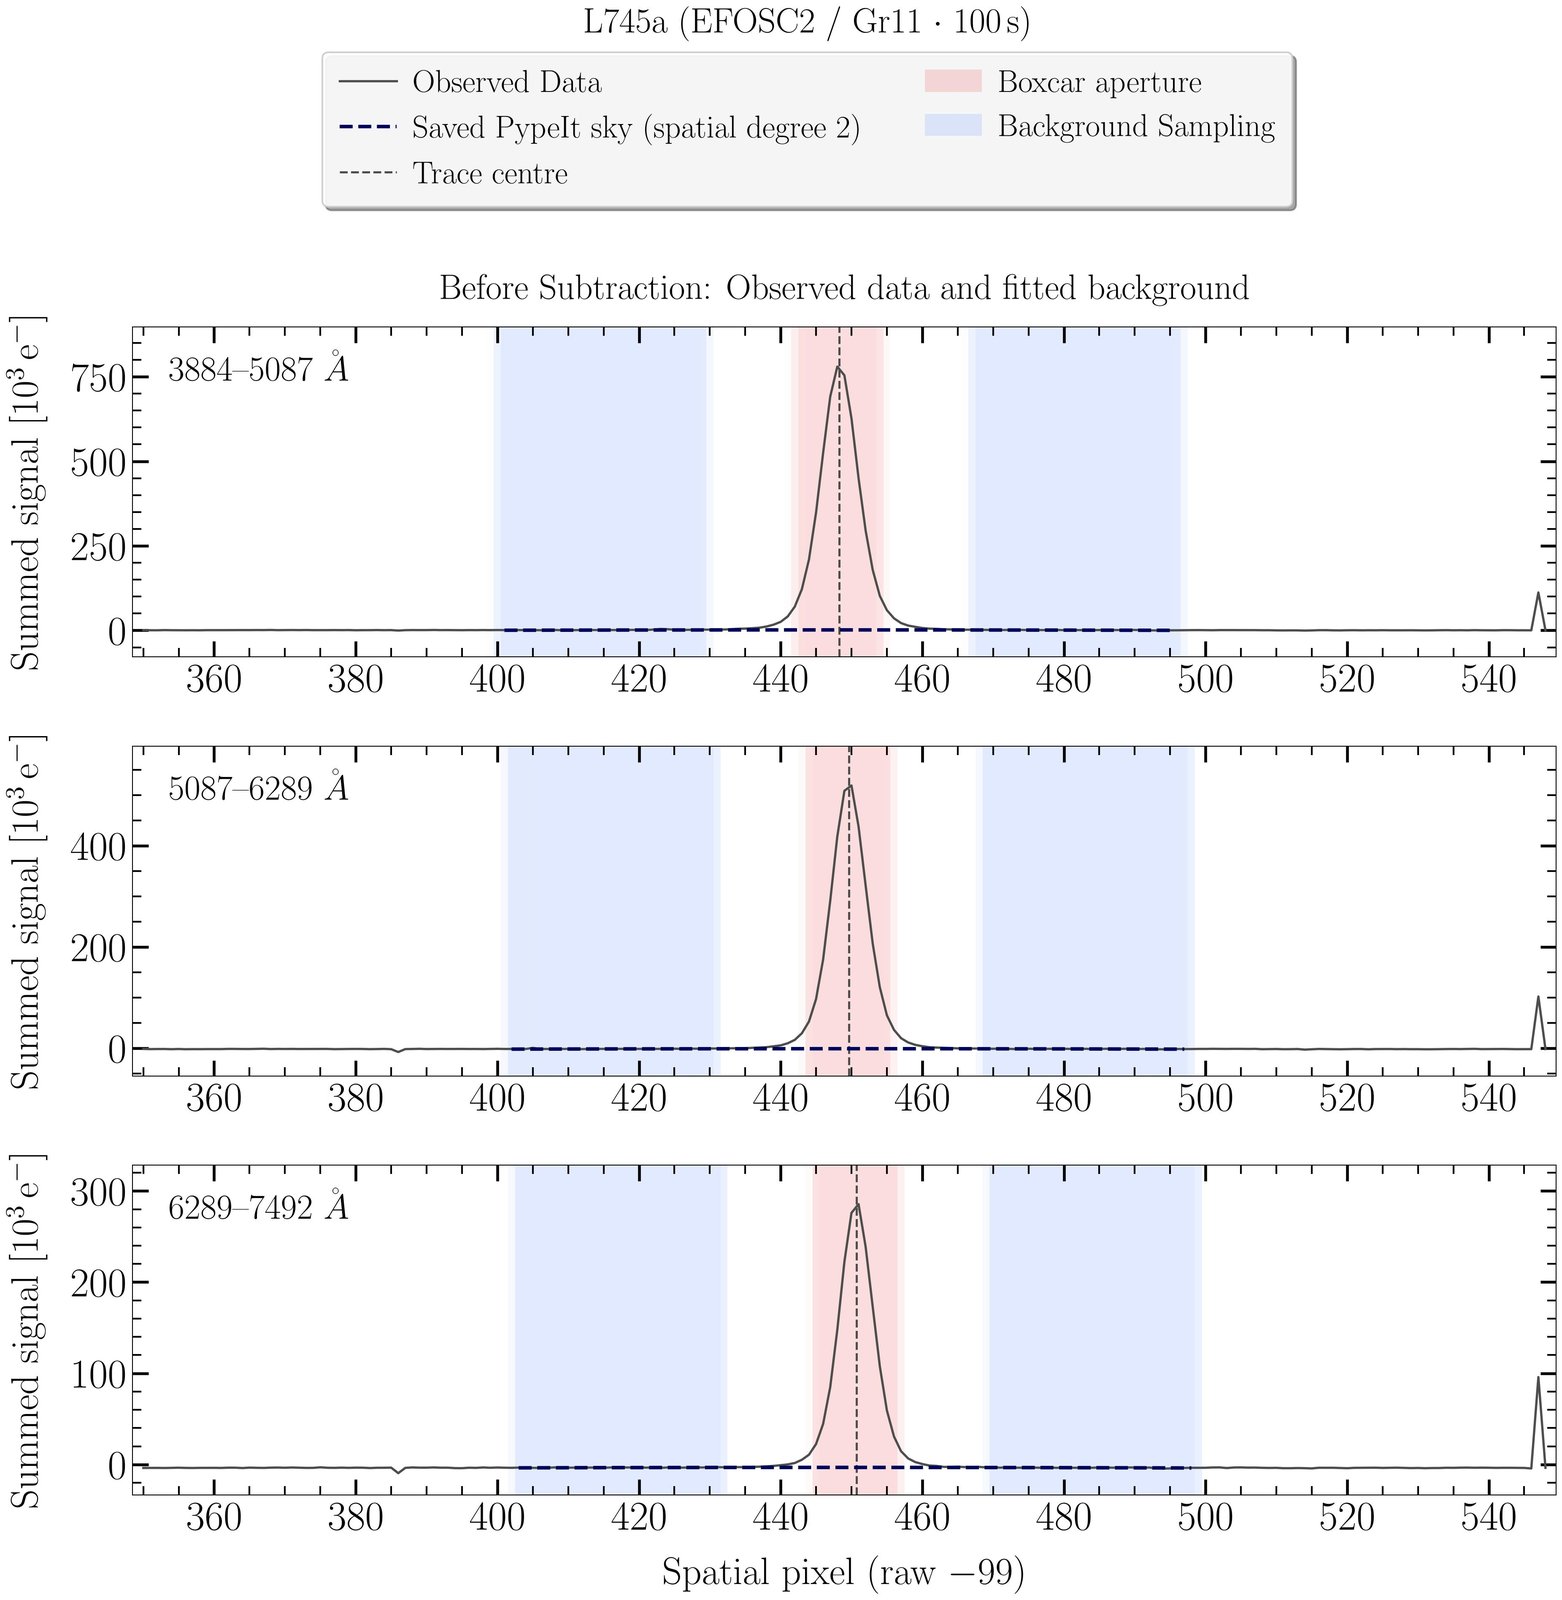 L745a (EFOSC2 / Gr11 · 100 s)
Observed Data
Saved PypeIt sky (spatial degree 2)
Trace centre
Boxcar aperture
Background Sampling
Before Subtraction: Observed data and fitted background
Summed signal [10³ e⁻]
3884–5087 Å
750
500
250
0
360 380 400 420 440 460 480 500 520 540
Summed signal [10³ e⁻]
5087–6289 Å
400
200
0
360 380 400 420 440 460 480 500 520 540
Summed signal [10³ e⁻]
6289–7492 Å
300
200
100
0
360 380 400 420 440 460 480 500 520 540
Spatial pixel (raw −99)